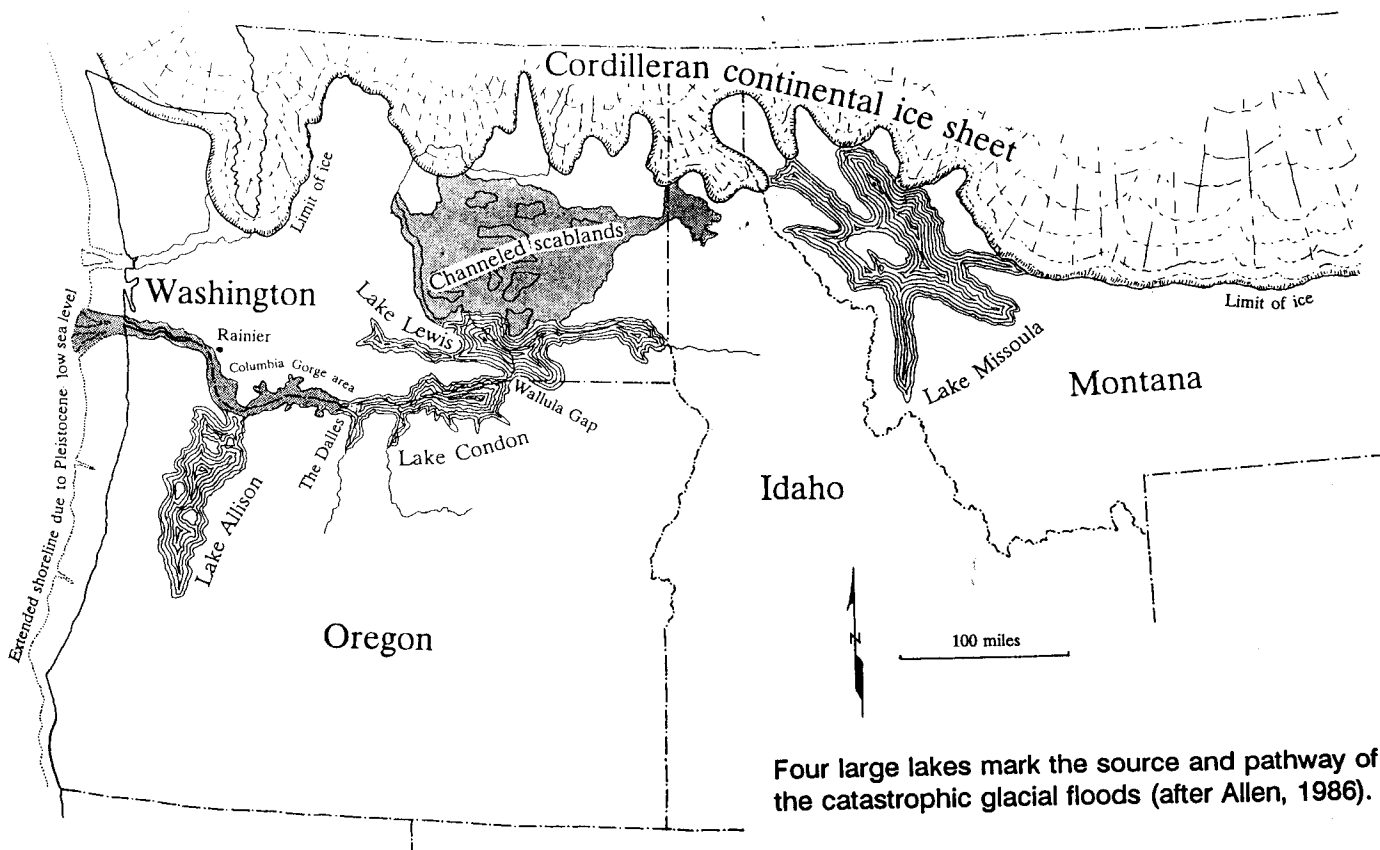 Cordilleran continental ice sheet
Limit of ice
Channeled scablands
Washington
Lake Lewis
Limit of ice
Rainier
Columbia Gorge area
Lake Missoula
Montana
Wallula Gap
The Dalles
Lake Condon
Lake Allison
Idaho
Extended shoreline due to Pleistocene low sea level
Oregon
N
100 miles
Four large lakes mark the source and pathway of
the catastrophic glacial floods (after Allen, 1986).